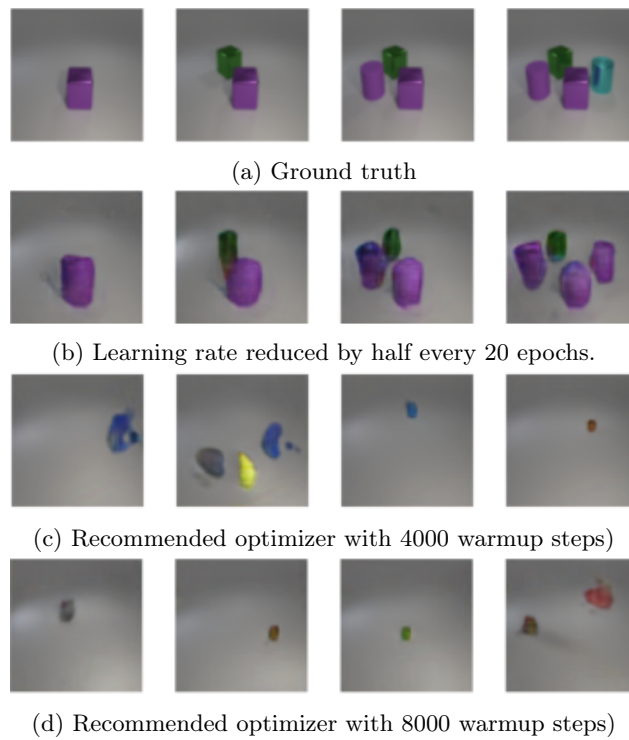 (a) Ground truth
(b) Learning rate reduced by half every 20 epochs.
(c) Recommended optimizer with 4000 warmup steps)
(d) Recommended optimizer with 8000 warmup steps)